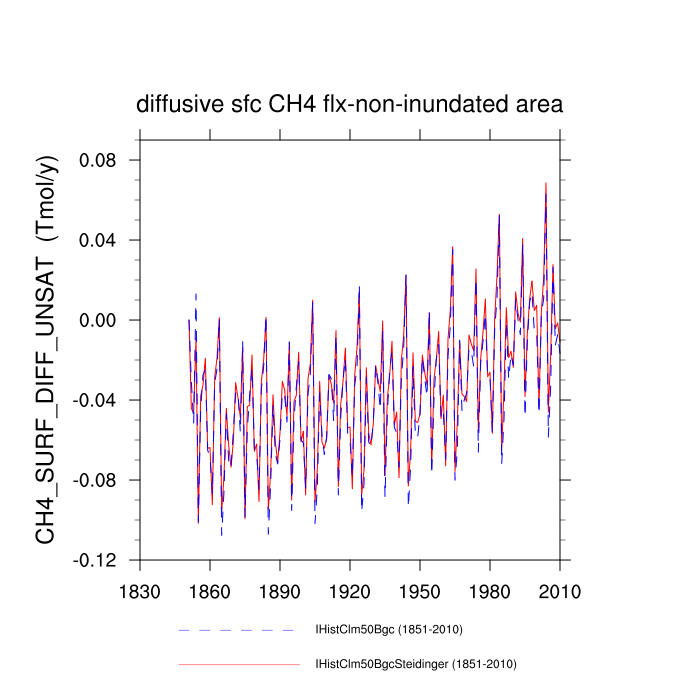 diffusive sfc CH4 flx-non-inundated area
CH4_SURF_DIFF_UNSAT (Tmol/y)
0.08
0.04
0.00
-0.04
-0.08
-0.12
1830 1860 1890 1920 1950 1980 2010
IHistClm50Bgc (1851-2010)
IHistClm50BgcSteidinger (1851-2010)